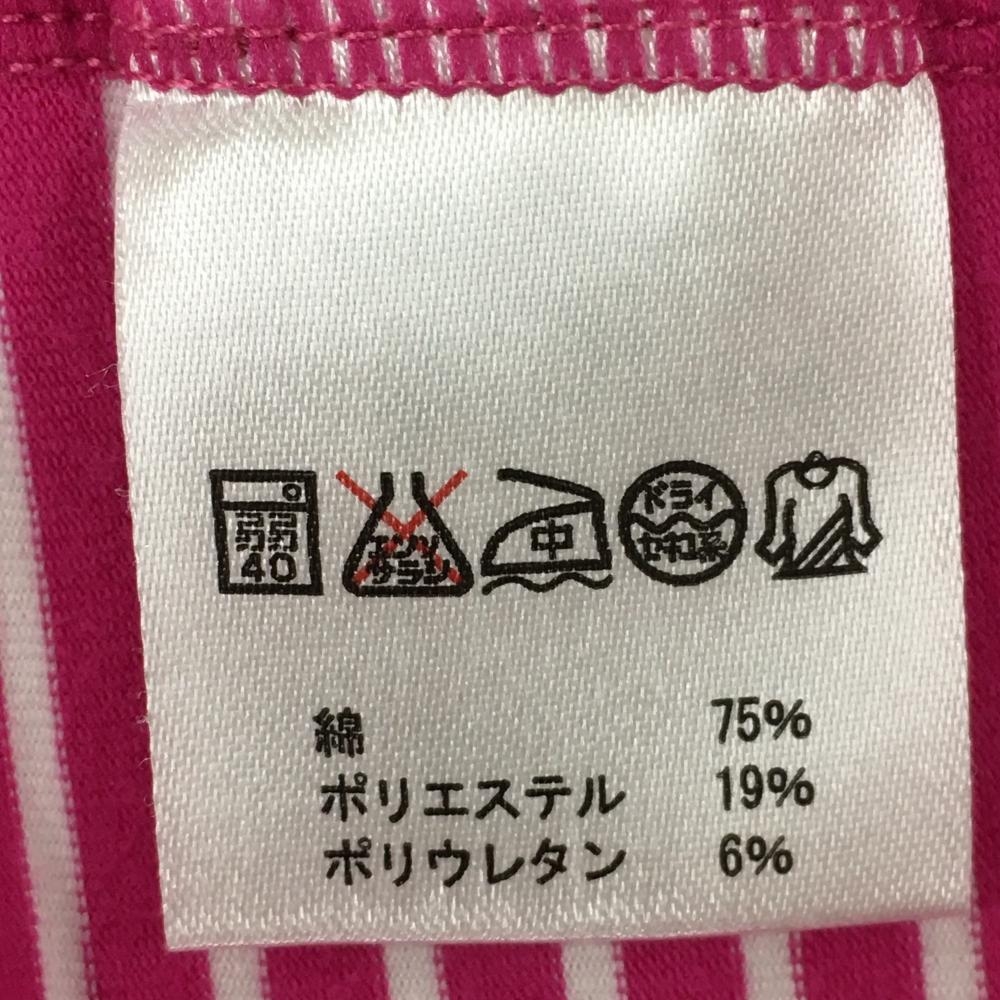 弱
40
エンソ
サラシ
中
ドライ
セキユ系
綿 75%
ポリエステル 19%
ポリウレタン 6%